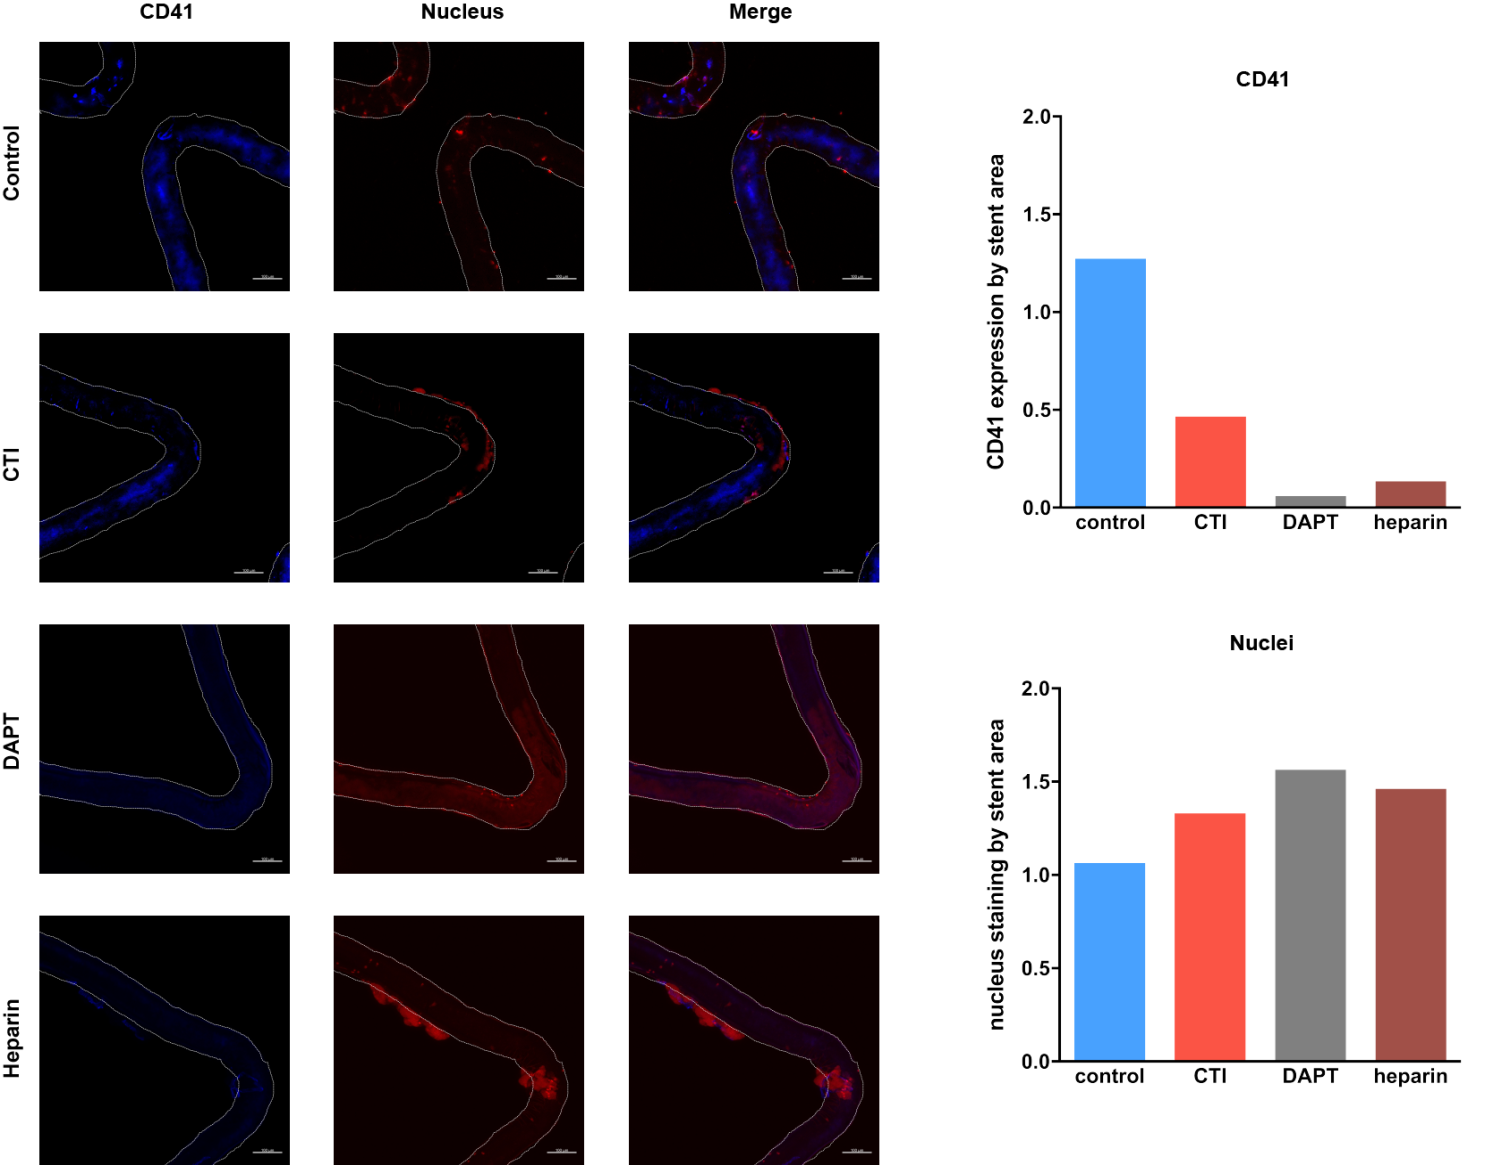 CD41
Nucleus
Merge
Control
CTI
DAPT
Heparin
CD41
CD41 expression by stent area
2.0
1.5
1.0
0.5
0.0
control
CTI
DAPT
heparin
Nuclei
nucleus staining by stent area
2.0
1.5
1.0
0.5
0.0
control
CTI
DAPT
heparin